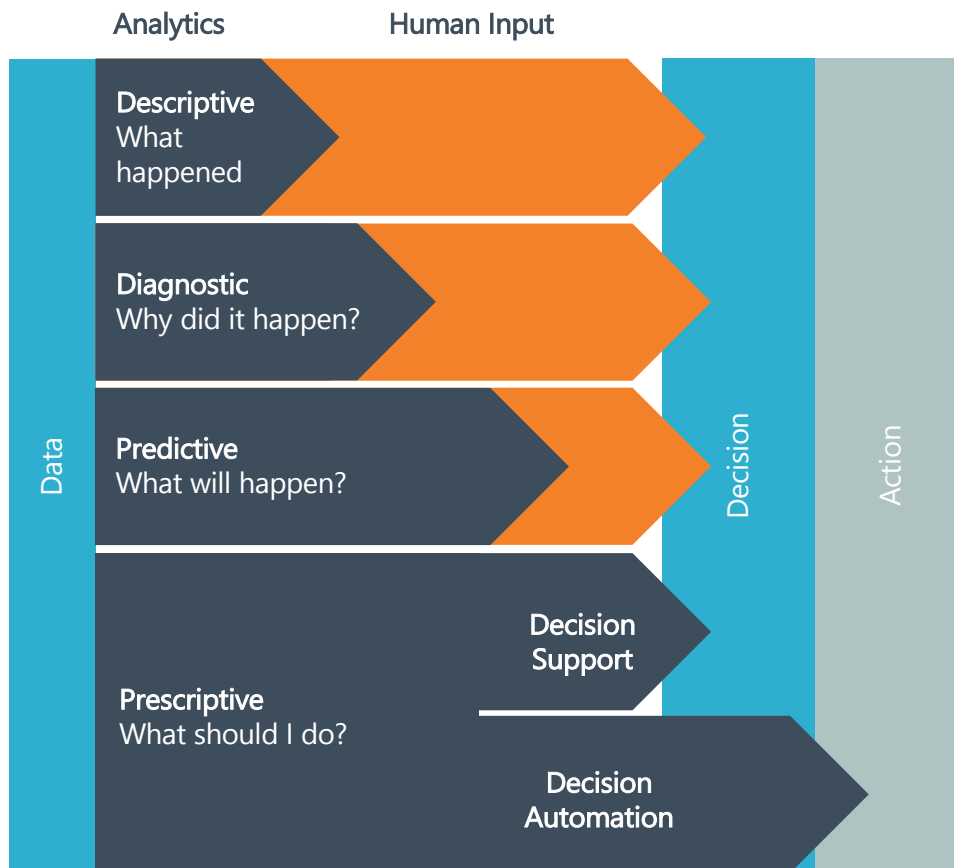 Analytics
Human Input
Descriptive
What
happened
Diagnostic
Why did it happen?
Predictive
What will happen?
Prescriptive
What should I do?
Decision
Support
Decision
Automation
Data
Decision
Action